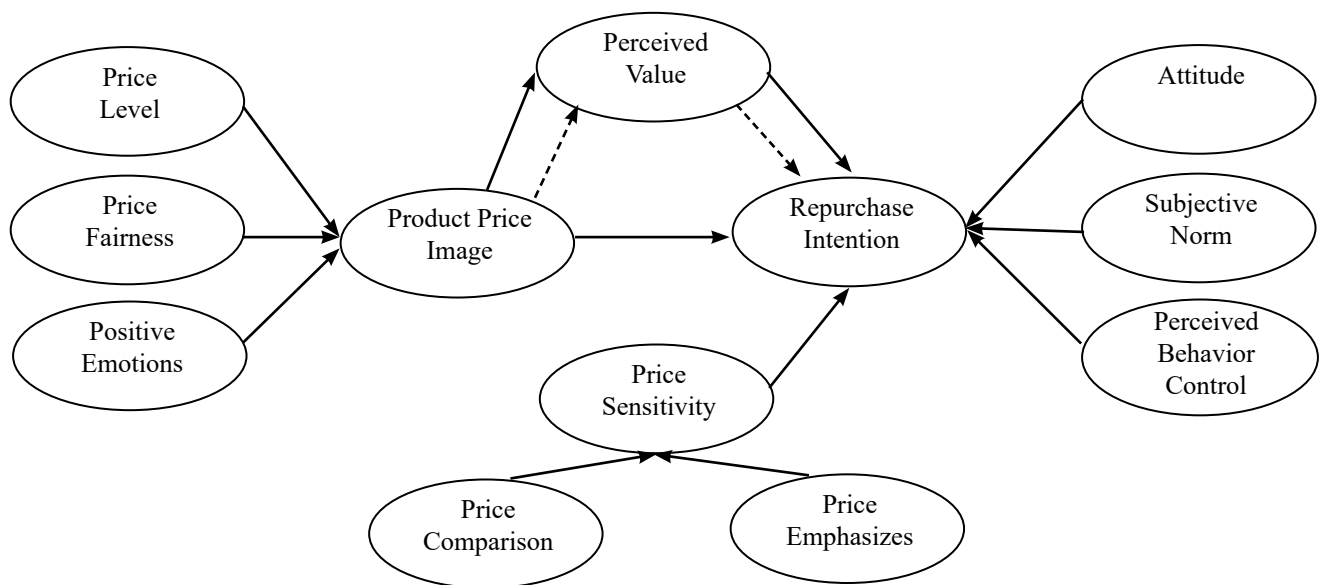 Price
Level
Price
Fairness
Positive
Emotions
Product Price
Image
Perceived
Value
Repurchase
Intention
Attitude
Subjective
Norm
Perceived
Behavior
Control
Price
Sensitivity
Price
Comparison
Price
Emphasizes